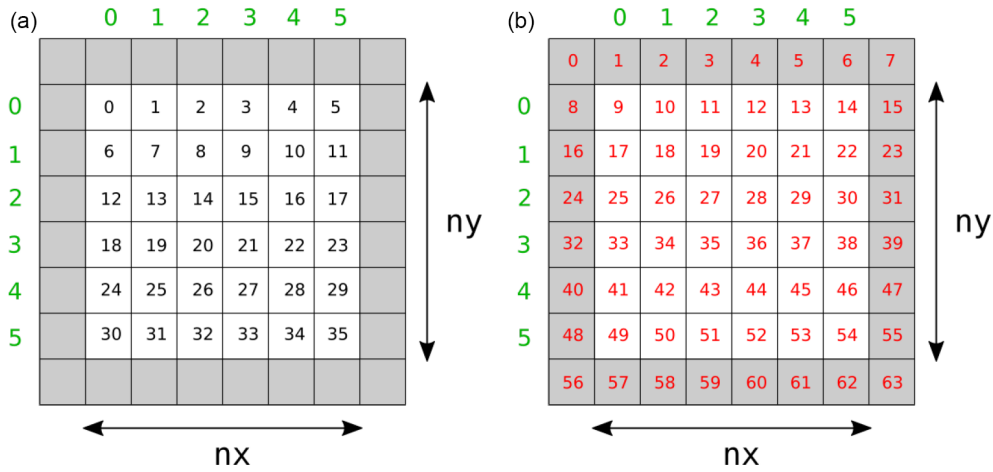 (a) 0 1 2 3 4 5
0 0 1 2 3 4 5
1 6 7 8 9 10 11
2 12 13 14 15 16 17
3 18 19 20 21 22 23
4 24 25 26 27 28 29
5 30 31 32 33 34 35
ny
nx
(b) 0 1 2 3 4 5
0 1 2 3 4 5 6 7
0 8 9 10 11 12 13 14 15
1 16 17 18 19 20 21 22 23
2 24 25 26 27 28 29 30 31
3 32 33 34 35 36 37 38 39
4 40 41 42 43 44 45 46 47
5 48 49 50 51 52 53 54 55
56 57 58 59 60 61 62 63
ny
nx